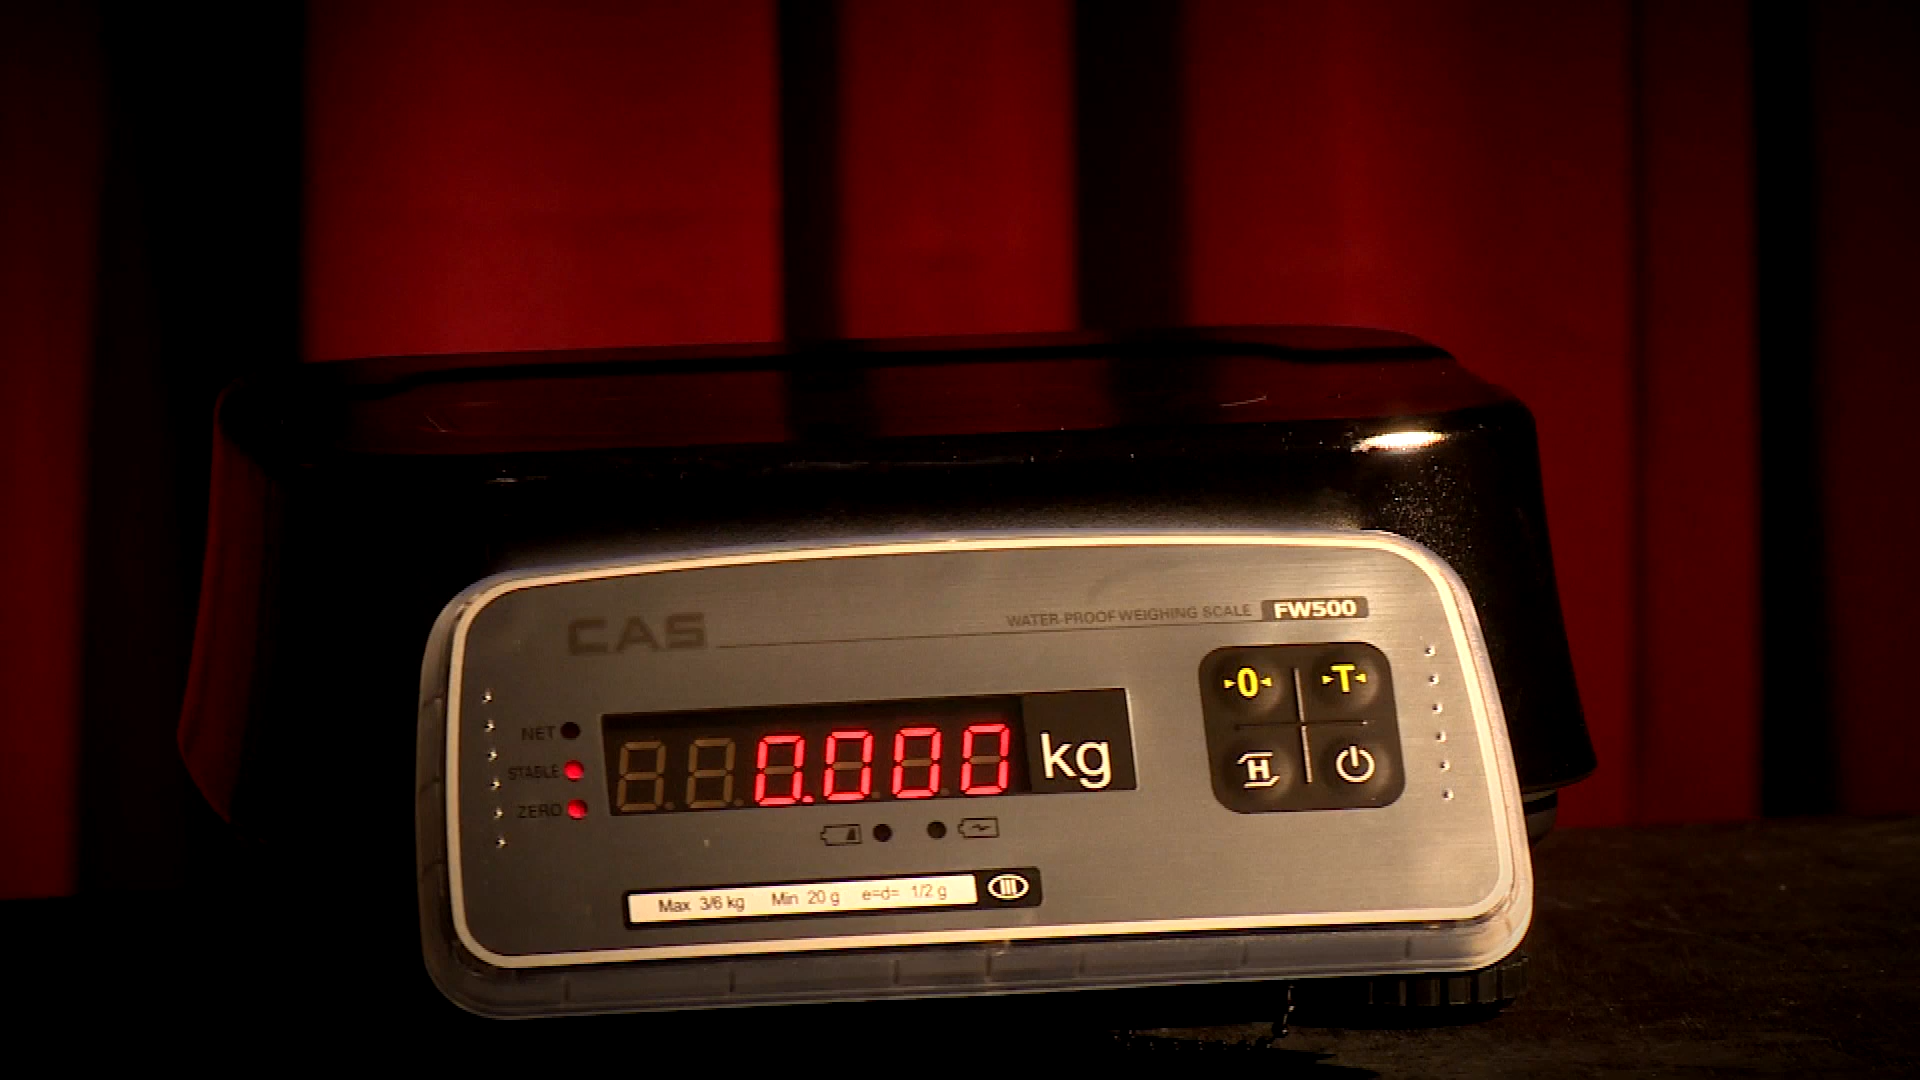 CAS
WATER-PROOF WEIGHING SCALE FW500
0 T
NET
STABLE
ZERO
0.000 kg
H
Max 3/6 kg Min 20 g e=d= 1/2 g III